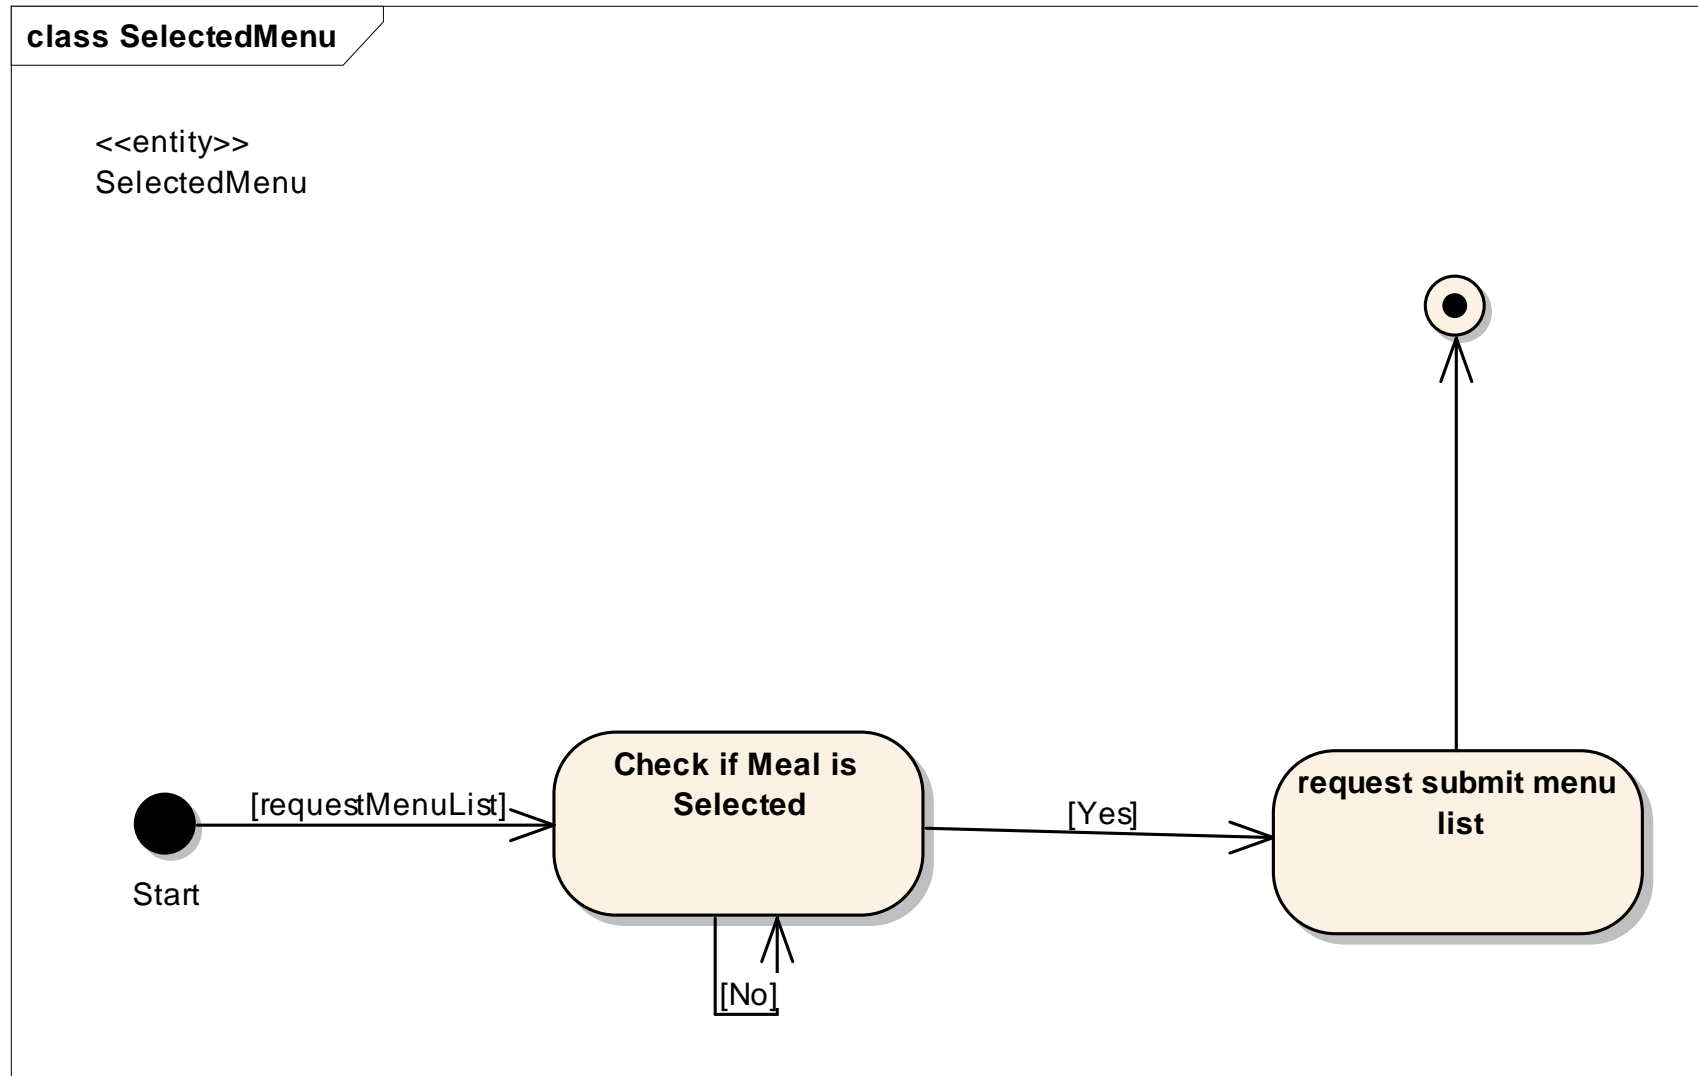 class SelectedMenu
<<entity>>
SelectedMenu
Check if Meal is
Selected
request submit menu
list
[requestMenuList]
[Yes]
Start
[No]